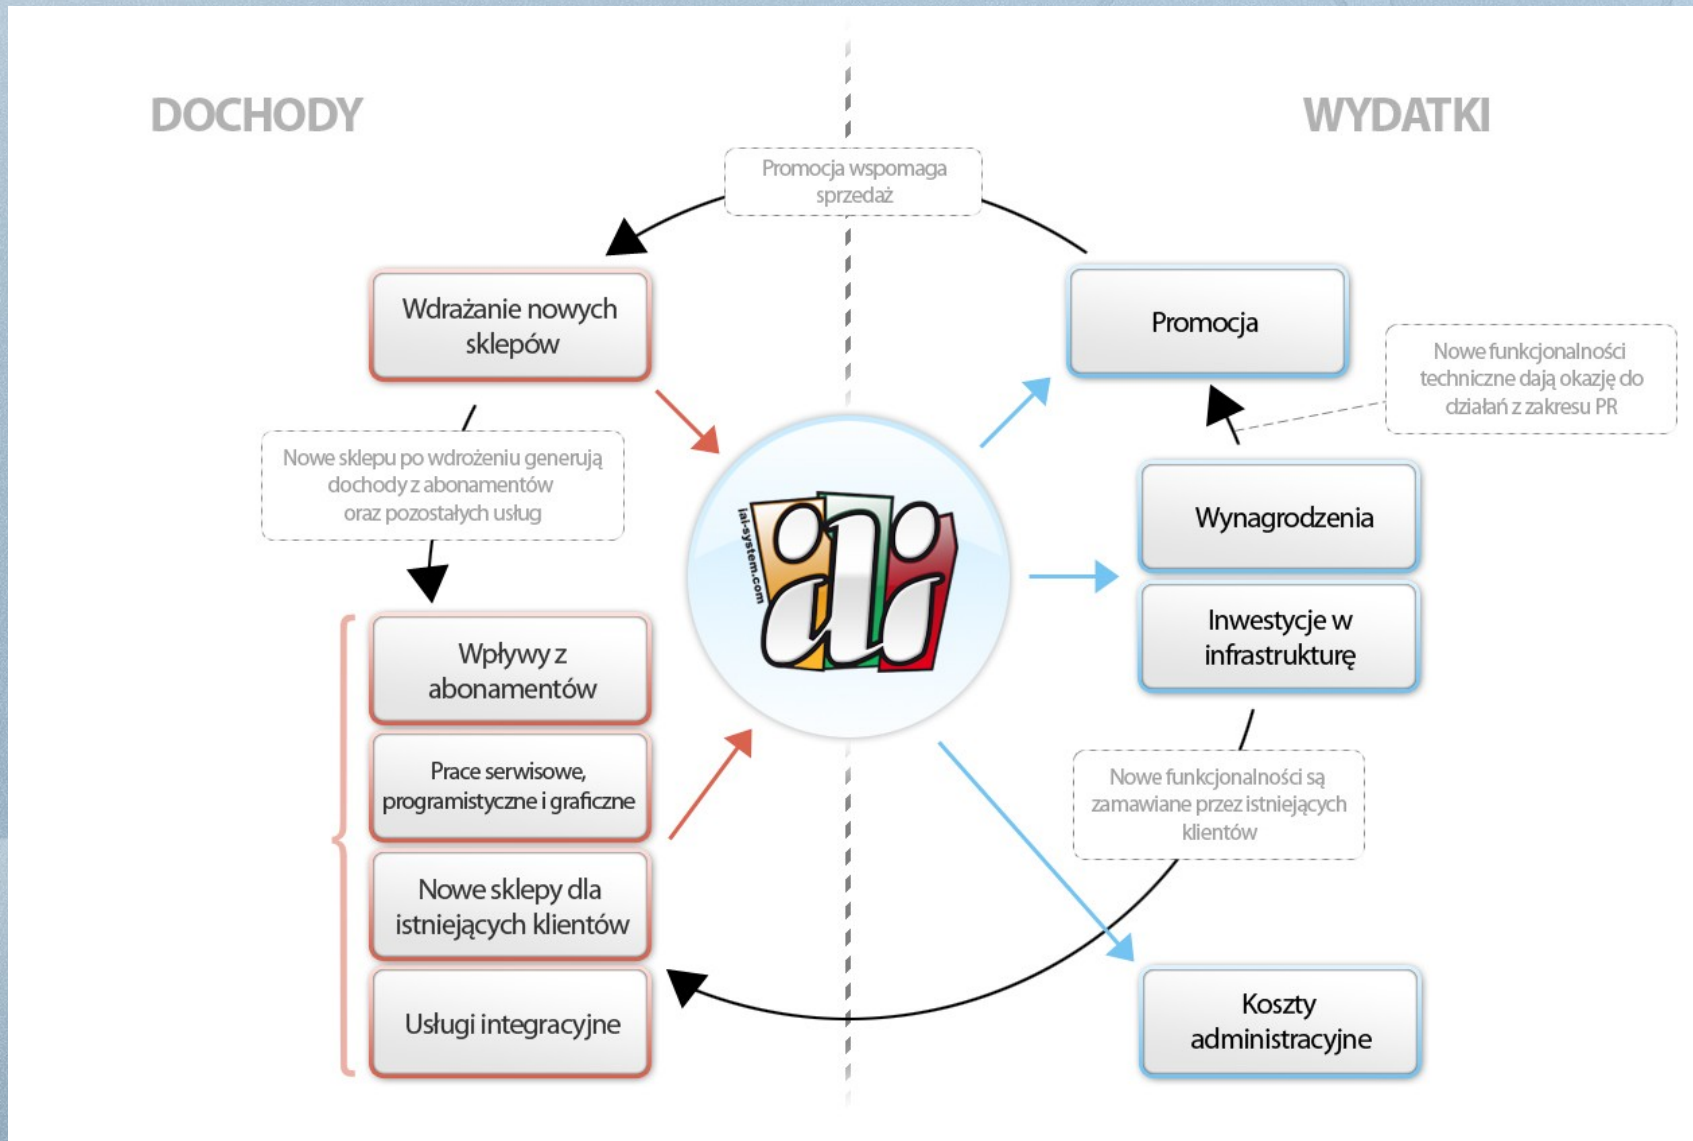 DOCHODY
WYDATKI
Promocja wspomaga
sprzedaż
Wdrażanie nowych
sklepów
Promocja
Nowe funkcjonalności
techniczne dają okazję do
działań z zakresu PR
Nowe sklepu po wdrożeniu generują
dochody z abonamentów
oraz pozostałych usług
iai-system.com
iai
Wynagrodzenia
Inwestycje w
infrastrukturę
Wpływy z
abonamentów
Prace serwisowe,
programistyczne i graficzne
Nowe funkcjonalności są
zamawiane przez istniejących
klientów
Nowe sklepy dla
istniejących klientów
Usługi integracyjne
Koszty
administracyjne